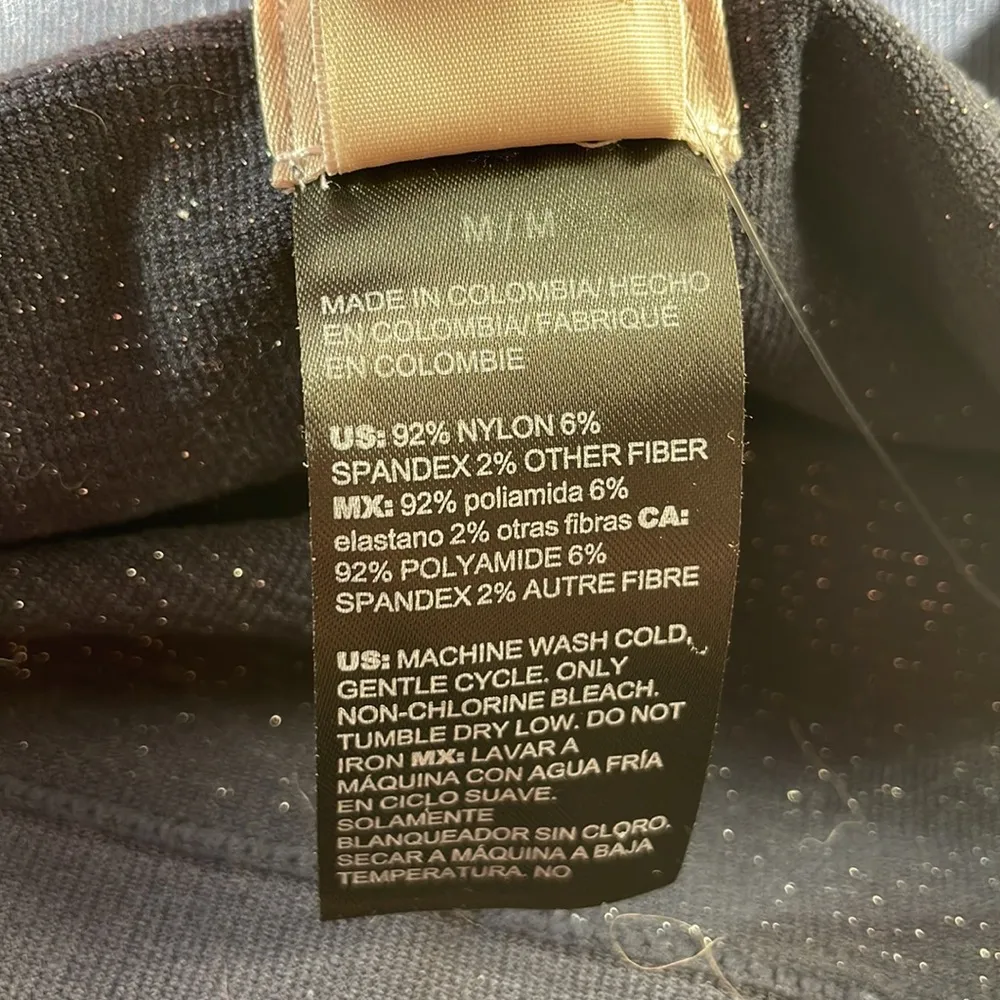 M / M
MADE IN COLOMBIA/ HECHO
EN COLOMBIA/ FABRIQUÉ
EN COLOMBIE
US: 92% NYLON 6%
SPANDEX 2% OTHER FIBER
MX: 92% poliamida 6%
elastano 2% otras fibras CA:
92% POLYAMIDE 6%
SPANDEX 2% AUTRE FIBRE
US: MACHINE WASH COLD,
GENTLE CYCLE. ONLY
NON-CHLORINE BLEACH.
TUMBLE DRY LOW. DO NOT
IRON MX: LAVAR A
MÁQUINA CON AGUA FRÍA
EN CICLO SUAVE.
SOLAMENTE
BLANQUEADOR SIN CLORO.
SECAR A MÁQUINA A BAJA
TEMPERATURA. NO